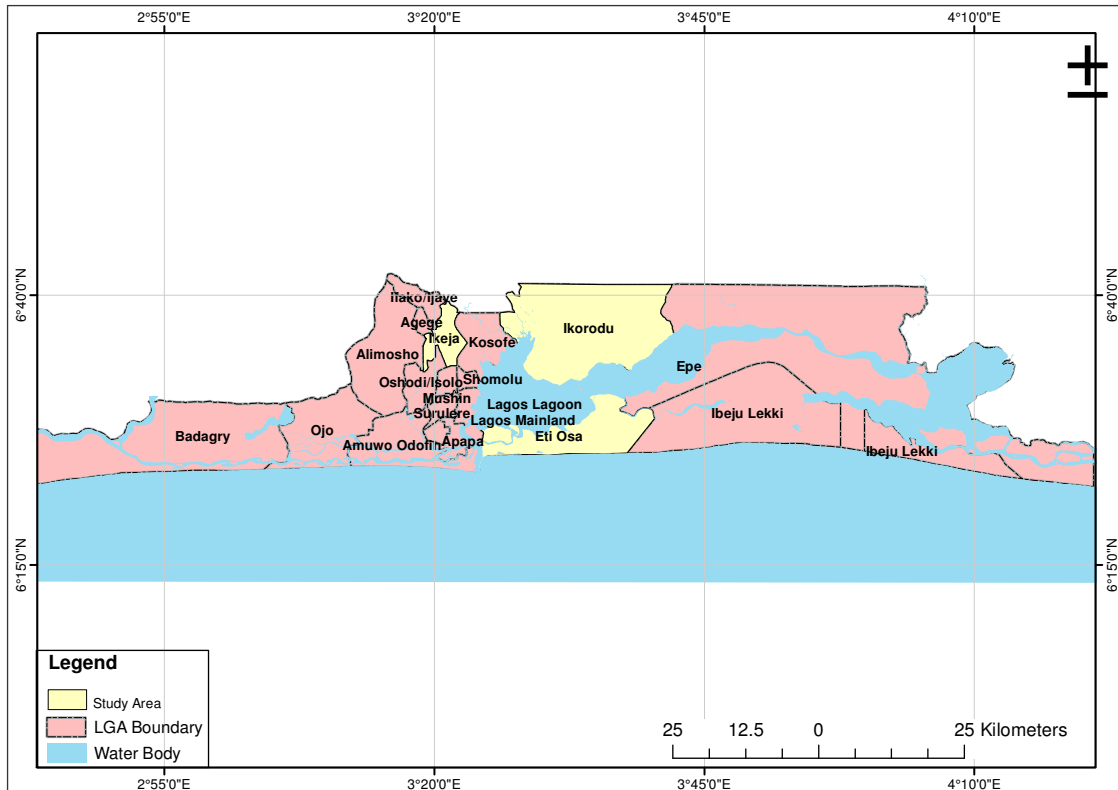 2°55'0"E 3°20'0"E 3°45'0"E 4°10'0"E
6°40'0"N 6°40'0"N
Ifako/Ijaye
Agege
Ikeja
Ikorodu
Kosofe
Alimosho
Epe
Oshodi/Isolo
Shomolu
Mushin
Lagos Lagoon
Surulere
Lagos Mainland
Ibeju Lekki
Badagry
Ojo
Eti Osa
Amuwo Odofin
Apapa
Ibeju Lekki
6°15'0"N 6°15'0"N
Legend
Study Area
LGA Boundary
Water Body
25 12.5 0 25 Kilometers
2°55'0"E 3°20'0"E 3°45'0"E 4°10'0"E